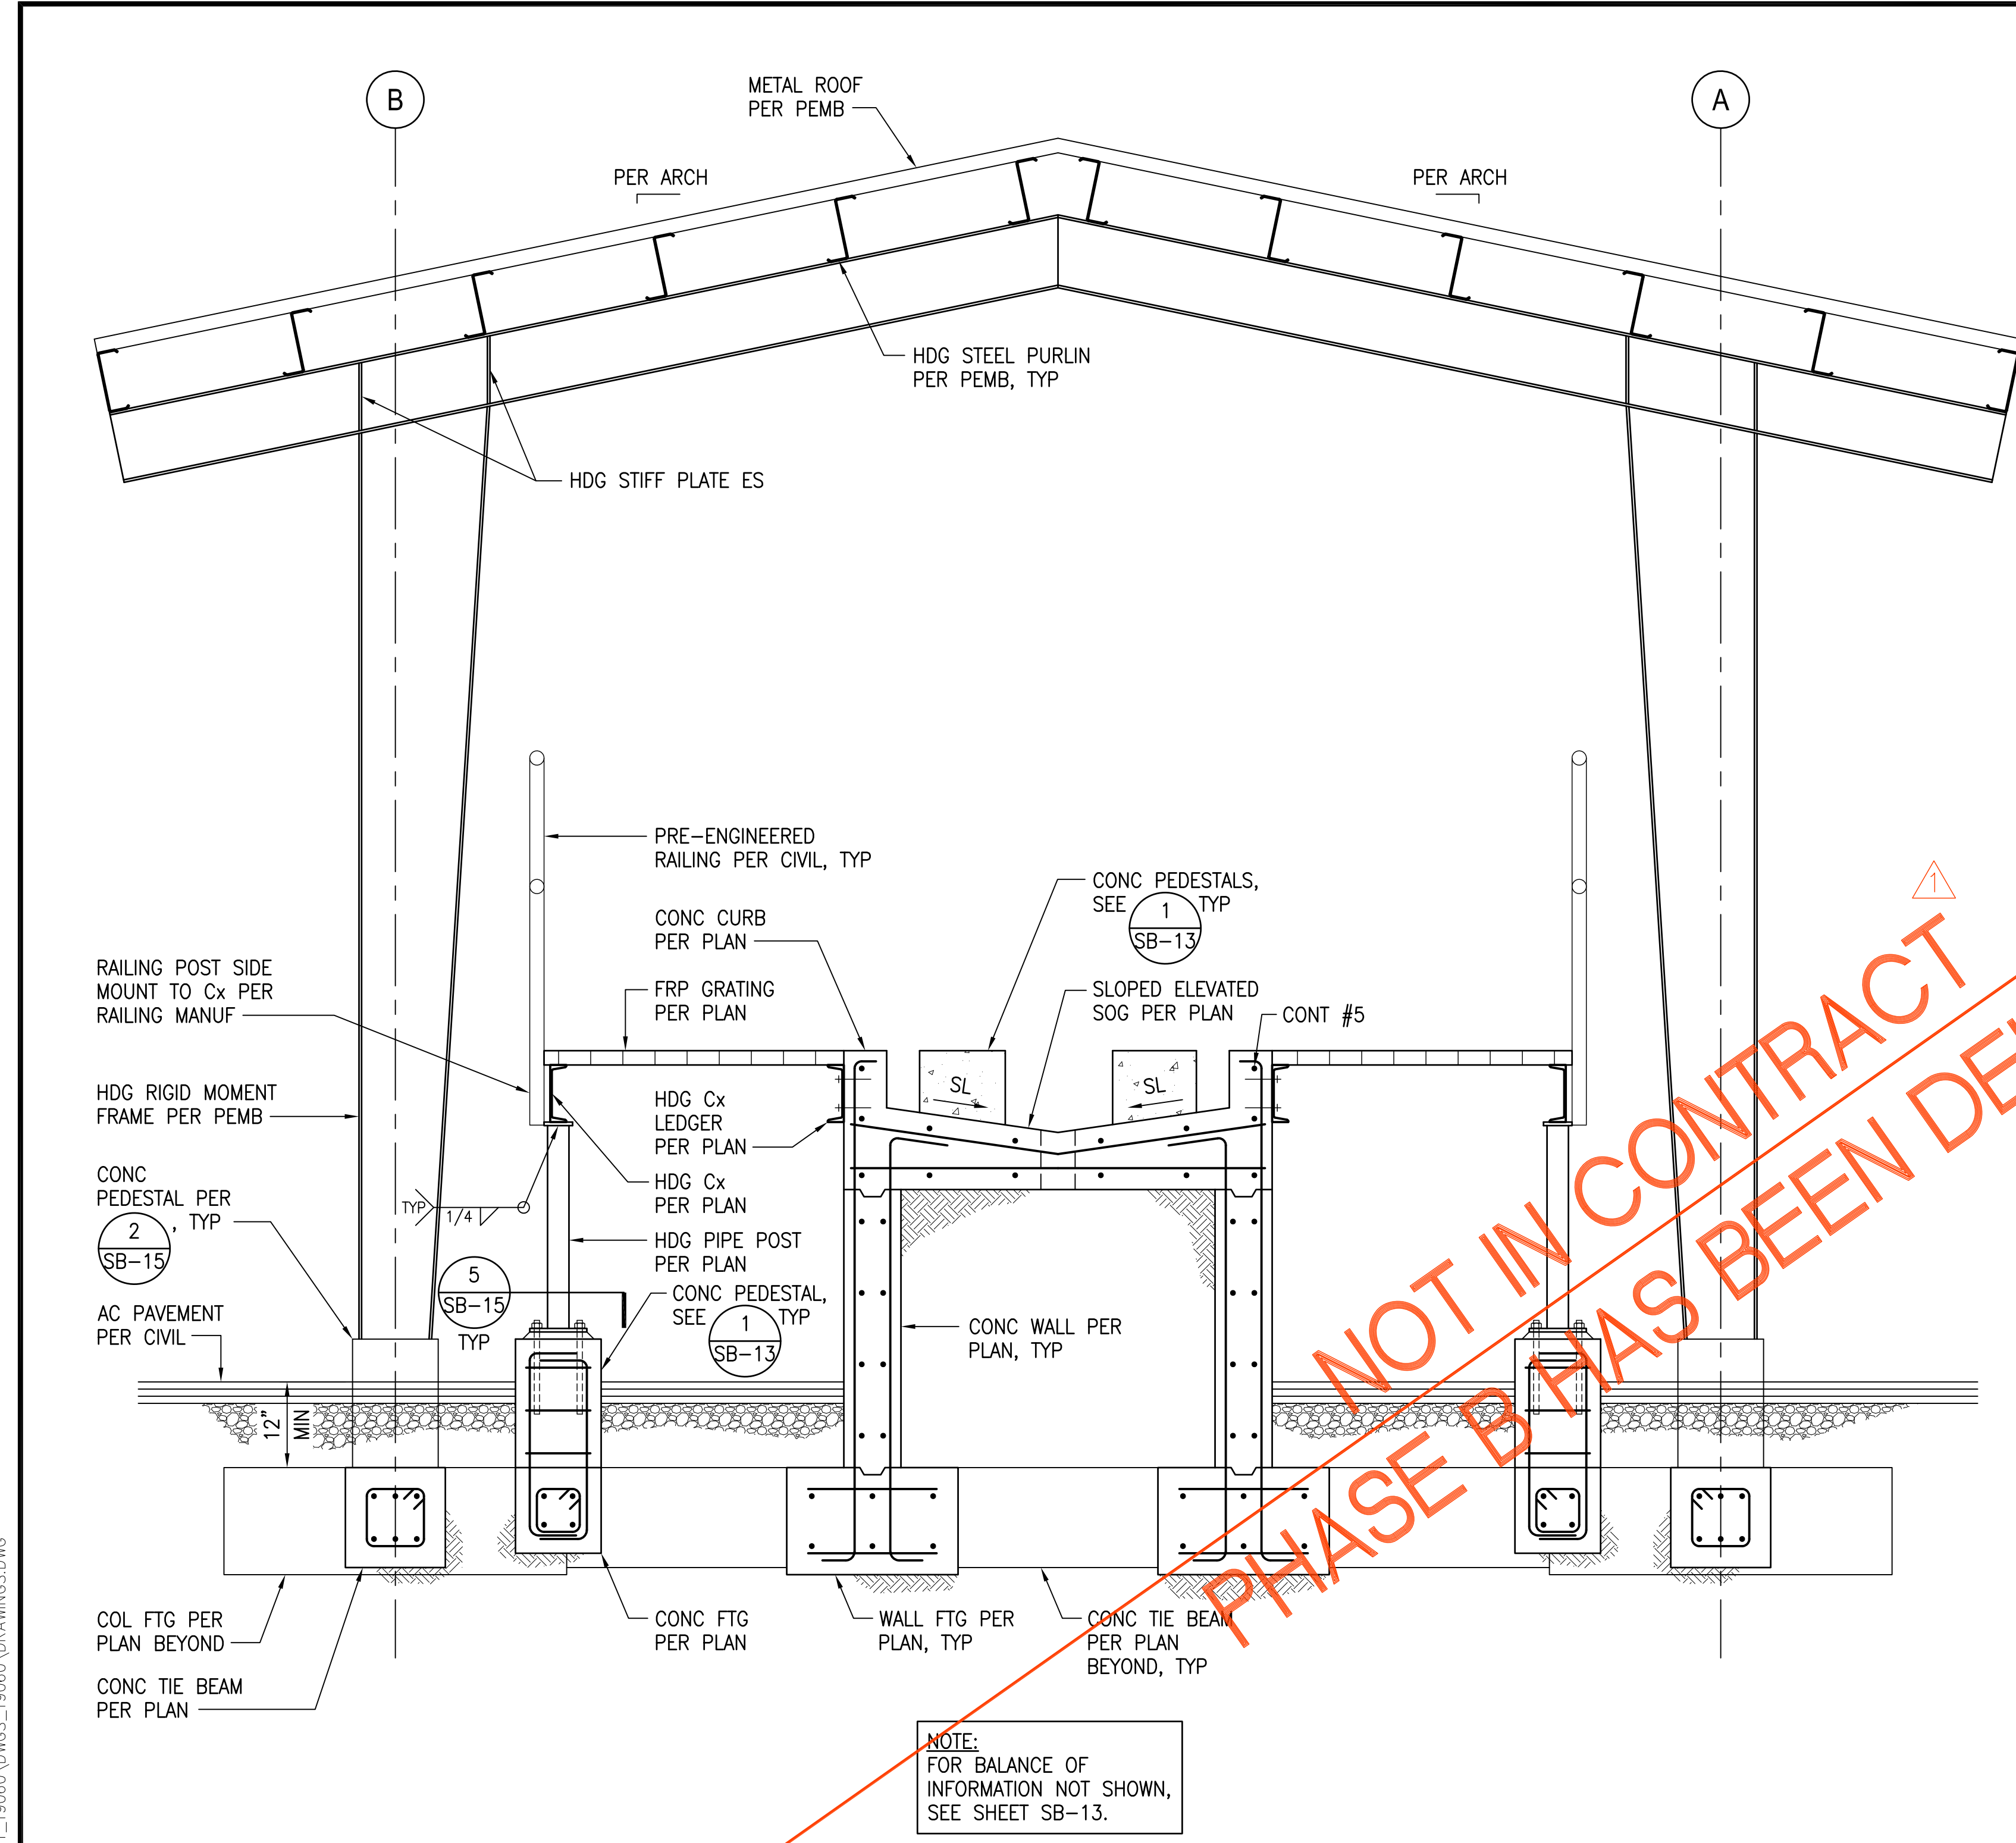 B
A
METAL ROOF
PER PEMB
PER ARCH
PER ARCH
HDG STEEL PURLIN
PER PEMB, TYP
HDG STIFF PLATE ES
PRE-ENGINEERED
RAILING PER CIVIL, TYP
CONC CURB
PER PLAN
FRP GRATING
PER PLAN
CONC PEDESTALS,
SEE 1 TYP
SB-13
SLOPED ELEVATED
SOG PER PLAN
CONT #5
SL
SL
RAILING POST SIDE
MOUNT TO Cx PER
RAILING MANUF
HDG RIGID MOMENT
FRAME PER PEMB
HDG Cx
LEDGER
PER PLAN
HDG Cx
PER PLAN
CONC
PEDESTAL PER
2 , TYP
SB-15
TYP
1/4
HDG PIPE POST
PER PLAN
5
SB-15
TYP
CONC PEDESTAL,
SEE 1 TYP
SB-13
AC PAVEMENT
PER CIVIL
CONC WALL PER
PLAN, TYP
12"
MIN
COL FTG PER
PLAN BEYOND
CONC TIE BEAM
PER PLAN
CONC FTG
PER PLAN
WALL FTG PER
PLAN, TYP
CONC TIE BEAM
PER PLAN
BEYOND, TYP
NOTE:
FOR BALANCE OF
INFORMATION NOT SHOWN,
SEE SHEET SB-13.
1
NOT IN CONTRACT
PHASE B HAS BEEN